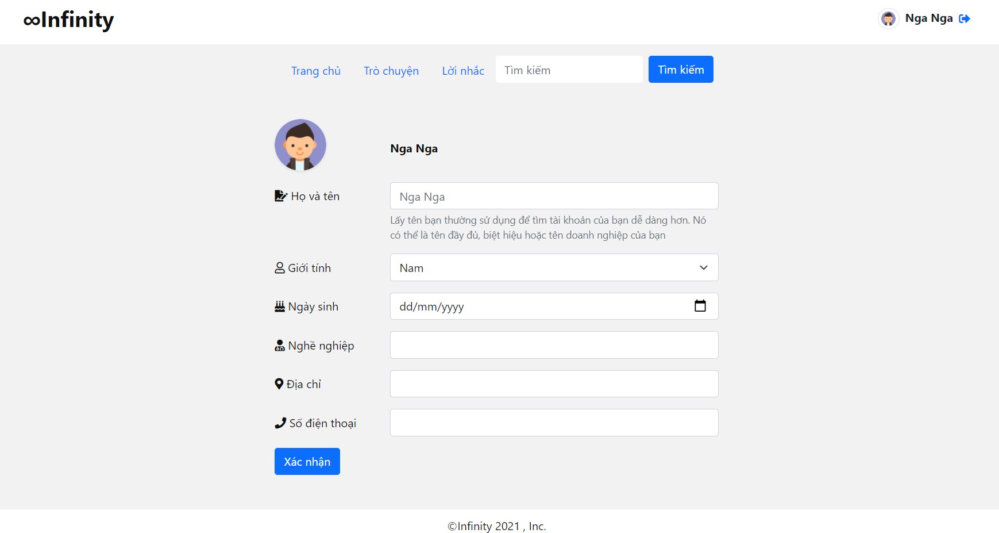 ∞Infinity
Nga Nga
Trang chủ
Trò chuyện
Lời nhắc
Tìm kiếm
Tìm kiếm
Nga Nga
Họ và tên
Nga Nga
Lấy tên bạn thường sử dụng để tìm tài khoản của bạn dễ dàng hơn. Nó
có thể là tên đầy đủ, biệt hiệu hoặc tên doanh nghiệp của bạn
Giới tính
Nam
Ngày sinh
dd/mm/yyyy
Nghề nghiệp
Địa chỉ
Số điện thoại
Xác nhận
©Infinity 2021 , Inc.